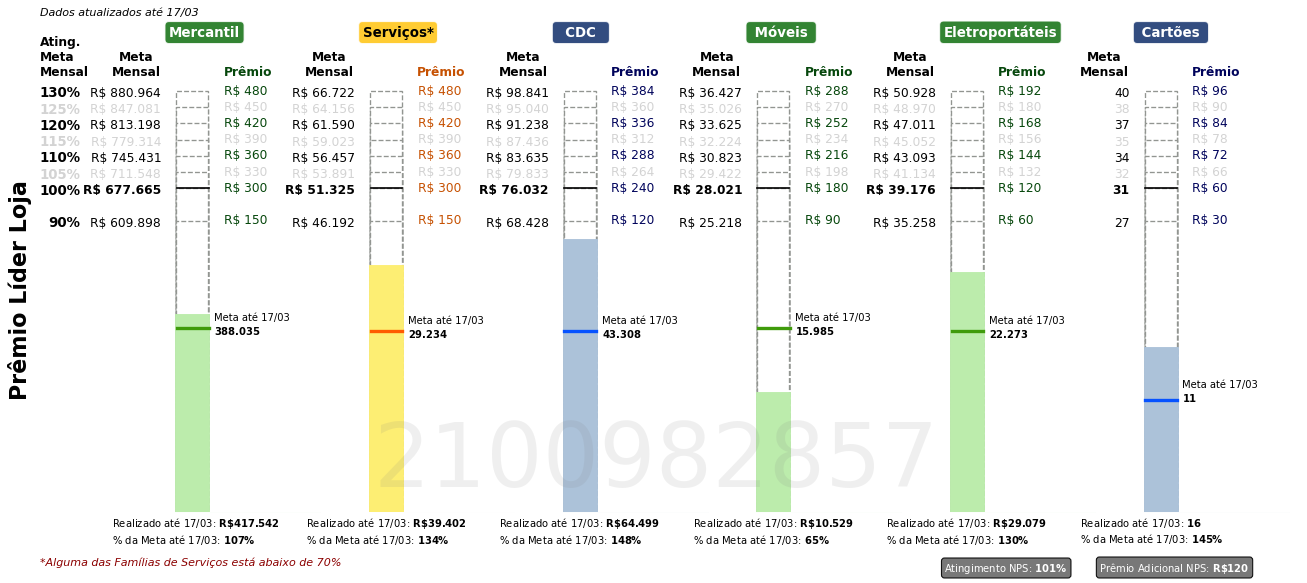 Dados atualizados até 17/03
Mercantil Serviços* CDC Móveis Eletroportáteis Cartões
Ating. Meta Mensal
Meta Mensal Prêmio Meta Mensal Prêmio Meta Mensal Prêmio Meta Mensal Prêmio Meta Mensal Prêmio Meta Mensal Prêmio
130% R$ 880.964 R$ 480 R$ 66.722 R$ 480 R$ 98.841 R$ 384 R$ 36.427 R$ 288 R$ 50.928 R$ 192 40 R$ 96
125% R$ 847.081 R$ 450 R$ 64.156 R$ 450 R$ 95.040 R$ 360 R$ 35.026 R$ 270 R$ 48.970 R$ 180 38 R$ 90
120% R$ 813.198 R$ 420 R$ 61.590 R$ 420 R$ 91.238 R$ 336 R$ 33.625 R$ 252 R$ 47.011 R$ 168 37 R$ 84
115% R$ 779.314 R$ 390 R$ 59.023 R$ 390 R$ 87.436 R$ 312 R$ 32.224 R$ 234 R$ 45.052 R$ 156 35 R$ 78
110% R$ 745.431 R$ 360 R$ 56.457 R$ 360 R$ 83.635 R$ 288 R$ 30.823 R$ 216 R$ 43.093 R$ 144 34 R$ 72
105% R$ 711.548 R$ 330 R$ 53.891 R$ 330 R$ 79.833 R$ 264 R$ 29.422 R$ 198 R$ 41.134 R$ 132 32 R$ 66
100% R$ 677.665 R$ 300 R$ 51.325 R$ 300 R$ 76.032 R$ 240 R$ 28.021 R$ 180 R$ 39.176 R$ 120 31 R$ 60
90% R$ 609.898 R$ 150 R$ 46.192 R$ 150 R$ 68.428 R$ 120 R$ 25.218 R$ 90 R$ 35.258 R$ 60 27 R$ 30
Prêmio Líder Loja
Meta até 17/03 Meta até 17/03 Meta até 17/03 Meta até 17/03 Meta até 17/03
388.035 29.234 43.308 15.985 22.273
Meta até 17/03
11
2100982857
Realizado até 17/03: R$417.542 Realizado até 17/03: R$39.402 Realizado até 17/03: R$64.499 Realizado até 17/03: R$10.529 Realizado até 17/03: R$29.079 Realizado até 17/03: 16
% da Meta até 17/03: 107% % da Meta até 17/03: 134% % da Meta até 17/03: 148% % da Meta até 17/03: 65% % da Meta até 17/03: 130% % da Meta até 17/03: 145%
*Alguma das Famílias de Serviços está abaixo de 70%
Atingimento NPS: 101% Prêmio Adicional NPS: R$120